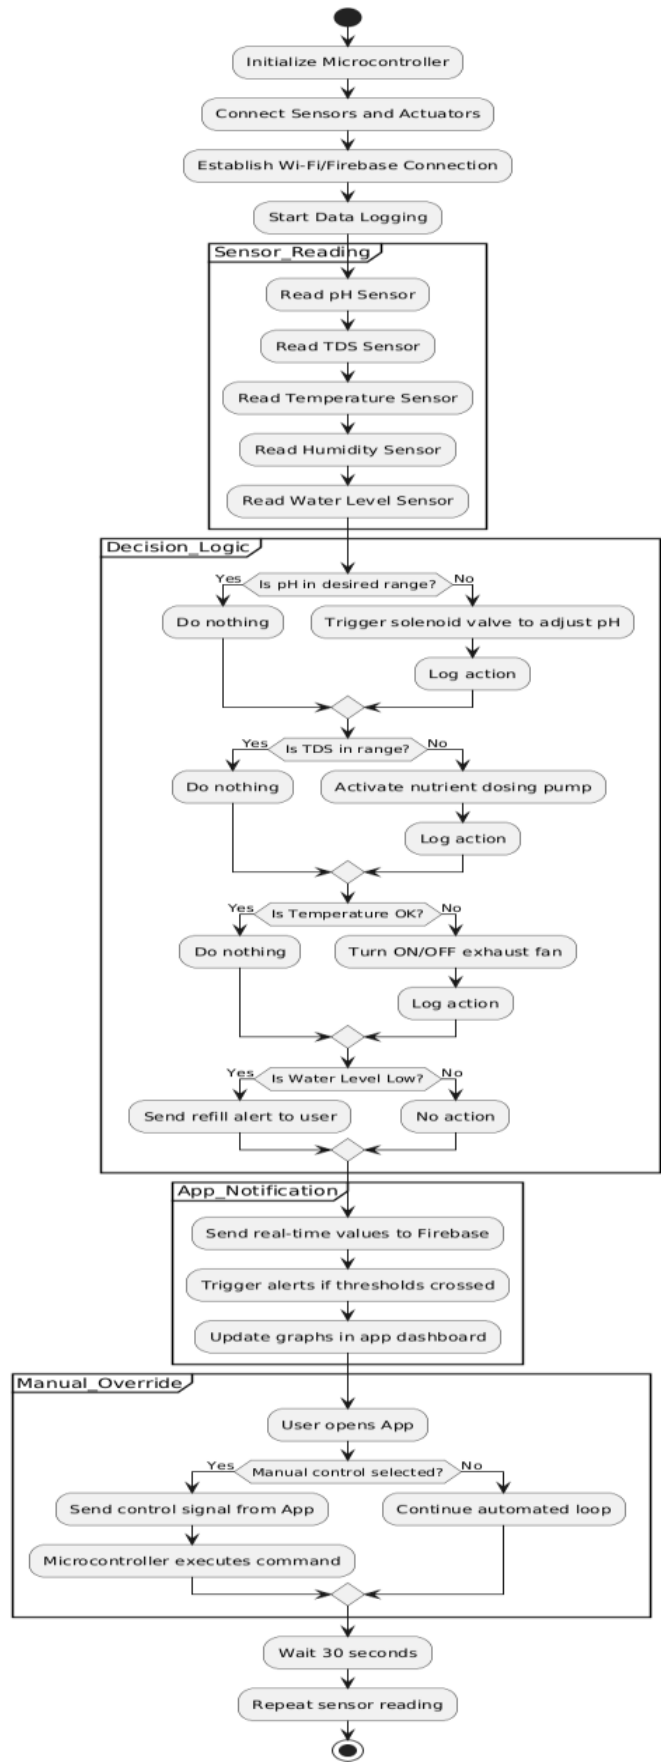 Initialize Microcontroller
Connect Sensors and Actuators
Establish Wi-Fi/Firebase Connection
Start Data Logging
Sensor_Reading
Read pH Sensor
Read TDS Sensor
Read Temperature Sensor
Read Humidity Sensor
Read Water Level Sensor
Decision_Logic
Yes
Is pH in desired range?
No
Do nothing
Trigger solenoid valve to adjust pH
Log action
Yes
Is TDS in range?
No
Do nothing
Activate nutrient dosing pump
Log action
Yes
Is Temperature OK?
No
Do nothing
Turn ON/OFF exhaust fan
Log action
Yes
Is Water Level Low?
No
Send refill alert to user
No action
App_Notification
Send real-time values to Firebase
Trigger alerts if thresholds crossed
Update graphs in app dashboard
Manual_Override
User opens App
Yes
Manual control selected?
No
Send control signal from App
Continue automated loop
Microcontroller executes command
Wait 30 seconds
Repeat sensor reading